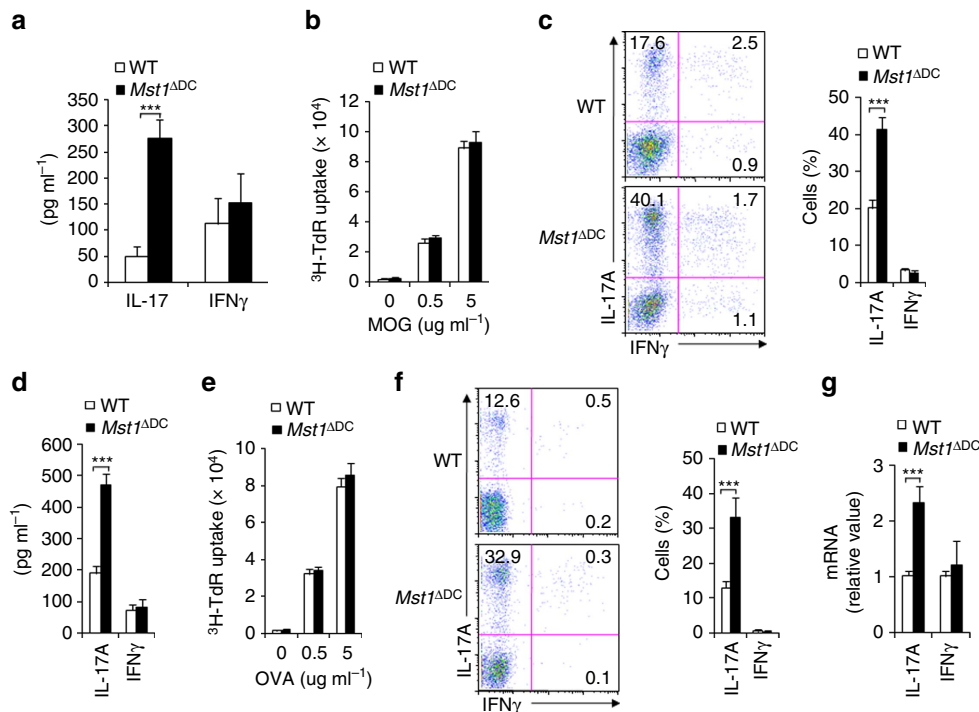 a
WT
Mst1ΔDC
(pg ml−1)
350
300
250
200
150
100
50
0
***
IL-17
IFNγ
b
WT
Mst1ΔDC
3H-TdR uptake (× 104)
12
10
8
6
4
2
0
0
0.5
5
MOG (ug ml−1)
c
WT
17.6
2.5
0.9
Mst1ΔDC
40.1
1.7
1.1
IL-17A
IFNγ
WT
Mst1ΔDC
Cells (%)
50
40
30
20
10
0
***
IL-17A
IFNγ
d
WT
Mst1ΔDC
(pg ml−1)
600
500
400
300
200
100
0
***
IL-17A
IFNγ
e
WT
Mst1ΔDC
3H-TdR uptake (× 104)
10
8
6
4
2
0
0
0.5
5
OVA (ug ml−1)
f
WT
12.6
0.5
0.2
Mst1ΔDC
32.9
0.3
0.1
IL-17A
IFNγ
WT
Mst1ΔDC
Cells (%)
50
40
30
20
10
0
***
IL-17A
IFNγ
g
WT
Mst1ΔDC
mRNA
(relative value)
3
2
1
0
***
IL-17A
IFNγ